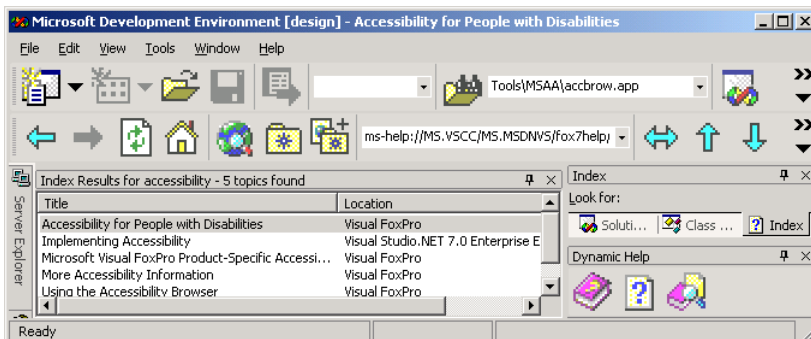 Microsoft Development Environment [design] - Accessibility for People with Disabilities
File Edit View Tools Window Help
Tools\MSAA\accbrow.app
ms-help://MS.VSCC/MS.MSDNVS/fox7help/
Server Explorer
Index Results for accessibility - 5 topics found
Title Location
Accessibility for People with Disabilities Visual FoxPro
Implementing Accessibility Visual Studio.NET 7.0 Enterprise E
Microsoft Visual FoxPro Product-Specific Accessi... Visual FoxPro
More Accessibility Information Visual FoxPro
Using the Accessibility Browser Visual FoxPro
Index
Look for:
Soluti... Class ... Index
Dynamic Help
Ready